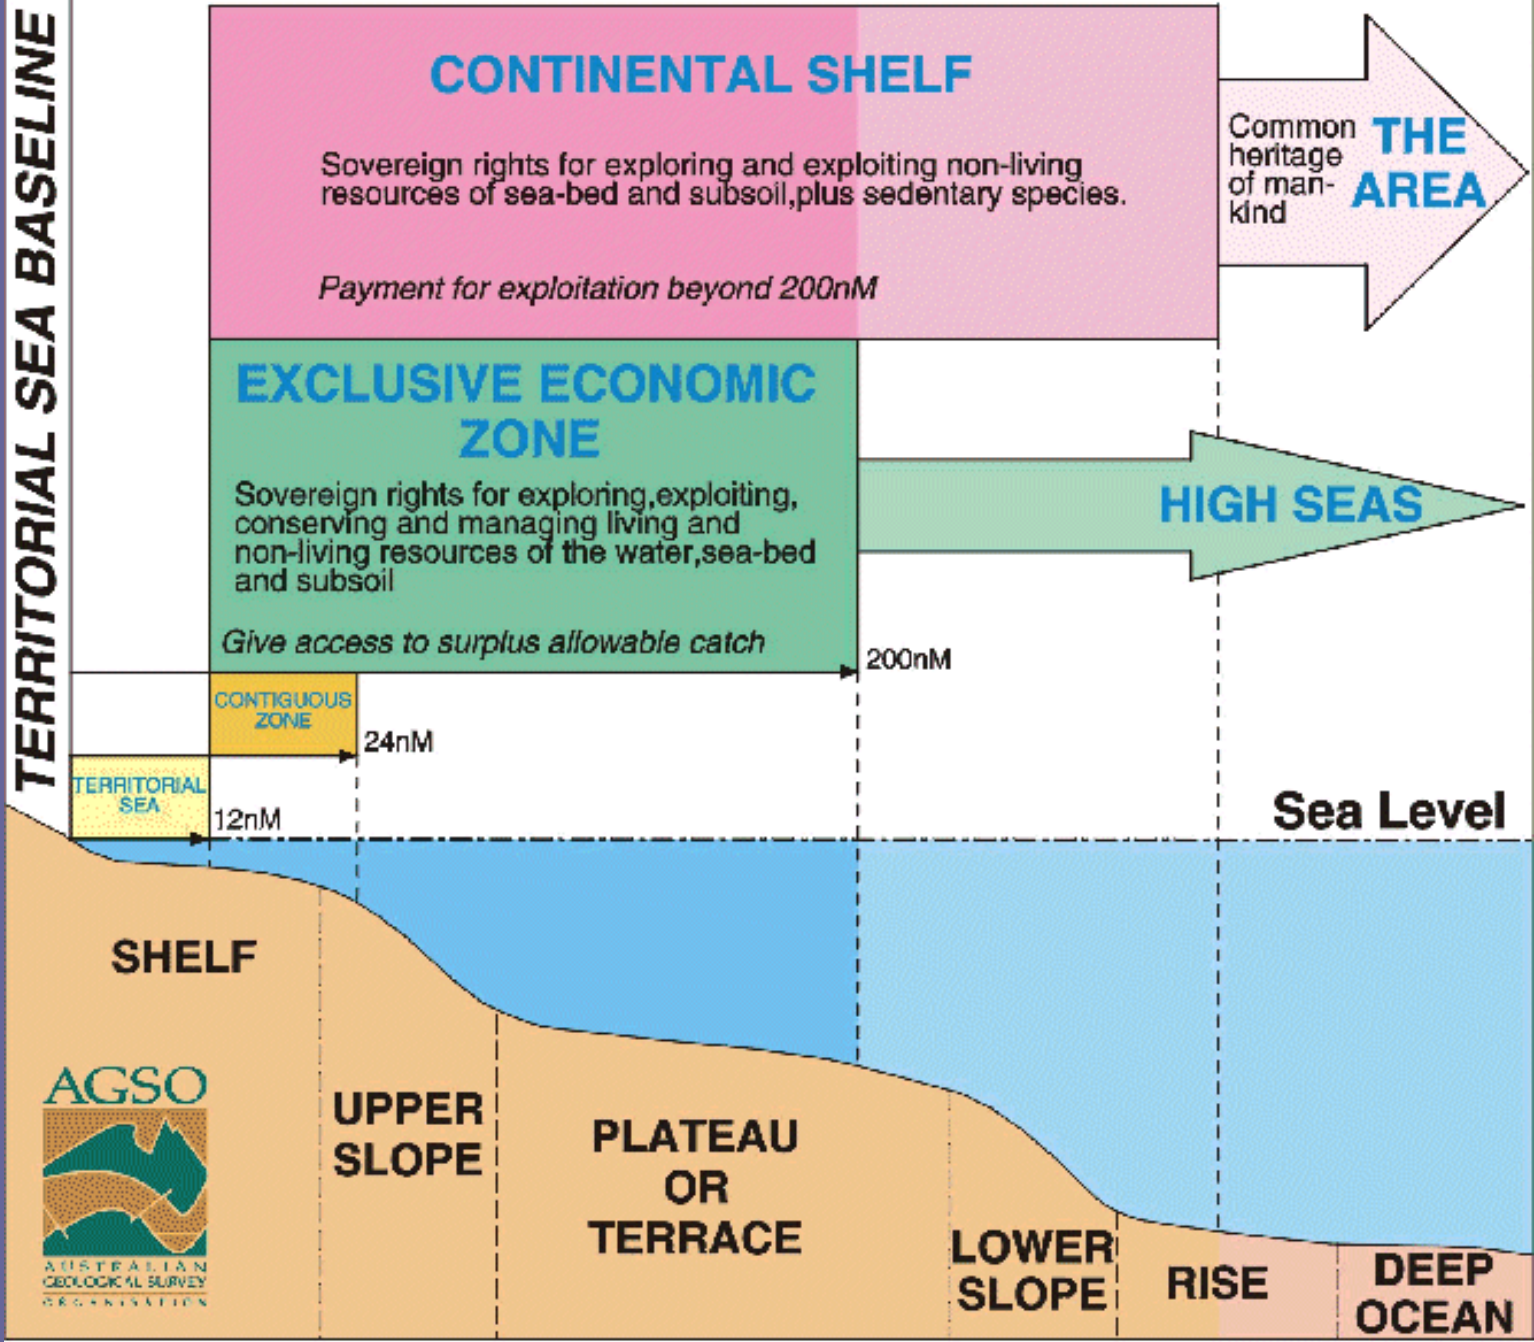 TERRITORIAL SEA BASELINE
CONTINENTAL SHELF
Sovereign rights for exploring and exploiting non-living
resources of sea-bed and subsoil,plus sedentary species.
Payment for exploitation beyond 200nM
Common
heritage
of man-
kind
THE
AREA
EXCLUSIVE ECONOMIC
ZONE
Sovereign rights for exploring,exploiting,
conserving and managing living and
non-living resources of the water,sea-bed
and subsoil
Give access to surplus allowable catch
HIGH SEAS
200nM
CONTIGUOUS
ZONE
24nM
TERRITORIAL
SEA
12nM
Sea Level
SHELF
UPPER
SLOPE
PLATEAU
OR
TERRACE
LOWER
SLOPE
RISE
DEEP
OCEAN
AGSO
AUSTRALIAN
GEOLOGICAL SURVEY
ORGANISATION